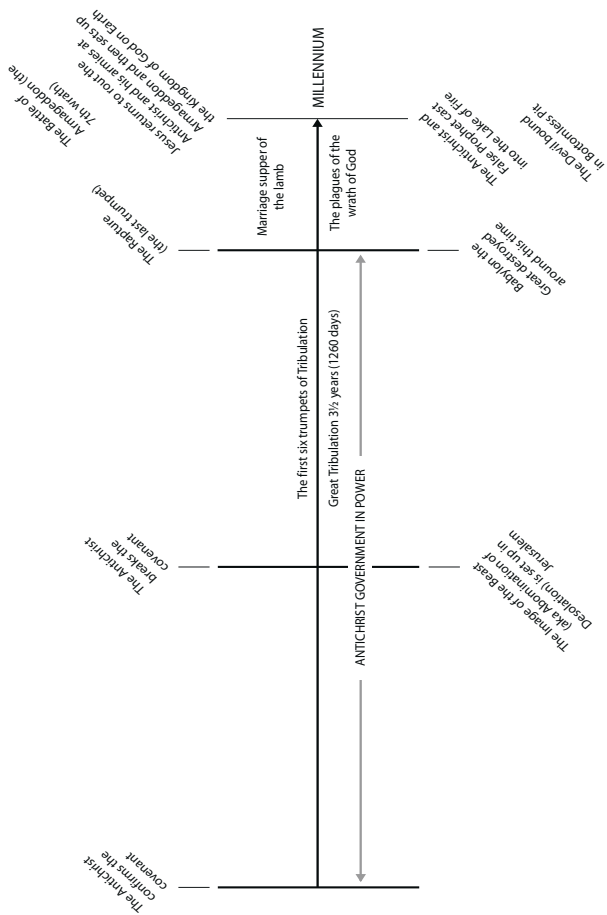 The Antichrist
confirms the
covenant
The Antichrist
breaks the
covenant
The Rapture
(the last trumpet)
The Battle of
Armageddon (the
7th wrath)
Jesus returns to rout the
Antichrist and his armies at
Armageddon and then sets up
the Kingdom of God on Earth
Marriage supper of
the lamb
The first six trumpets of Tribulation
MILLENNIUM
Great Tribulation 3½ years (1260 days)
The plagues of the
wrath of God
ANTICHRIST GOVERNMENT IN POWER
The Image of the Beast
(aka Abomination of
Desolation) is set up in
Jerusalem
Babylon the
Great destroyed
around this time
The Antichrist and
False Prophet cast
into the Lake of Fire
The Devil bound
in Bottomless Pit